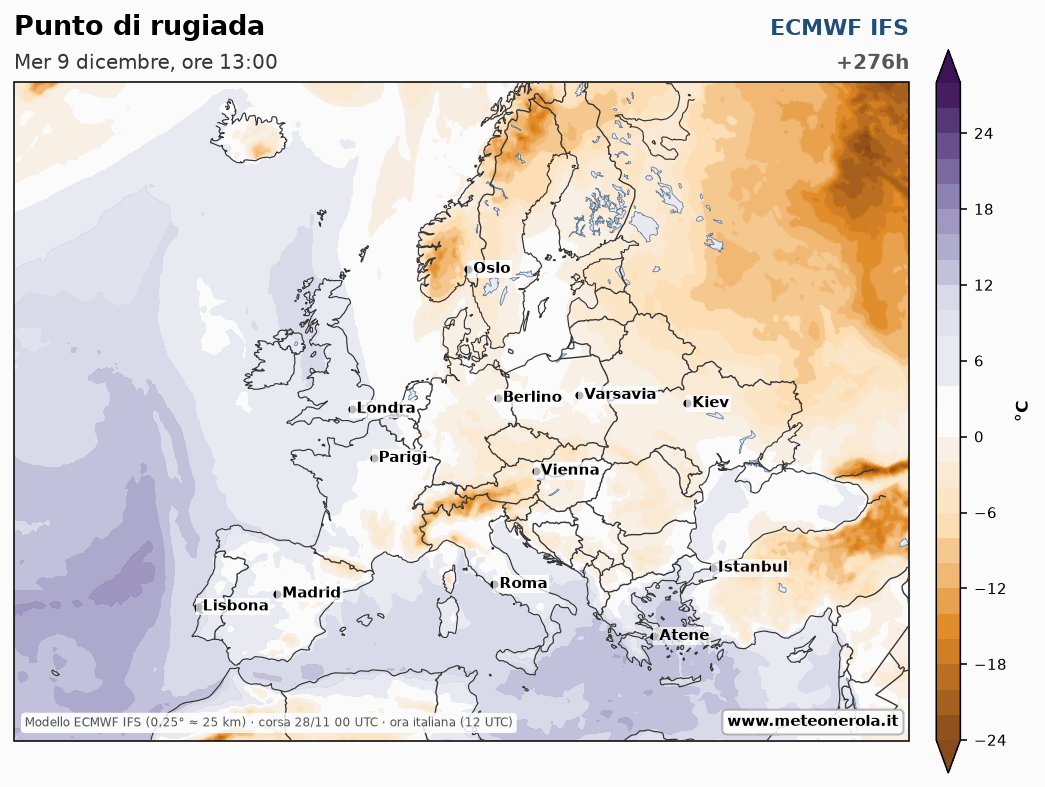 Punto di rugiada
ECMWF IFS
Mer 9 dicembre, ore 13:00
+276h
24
18
12
6
0
−6
−12
−18
−24
°C
Oslo
Berlino
Varsavia
Kiev
Londra
Parigi
Vienna
Istanbul
Roma
Madrid
Lisbona
Atene
Modello ECMWF IFS (0,25° ≈ 25 km) · corsa 28/11 00 UTC · ora italiana (12 UTC)
www.meteonerola.it